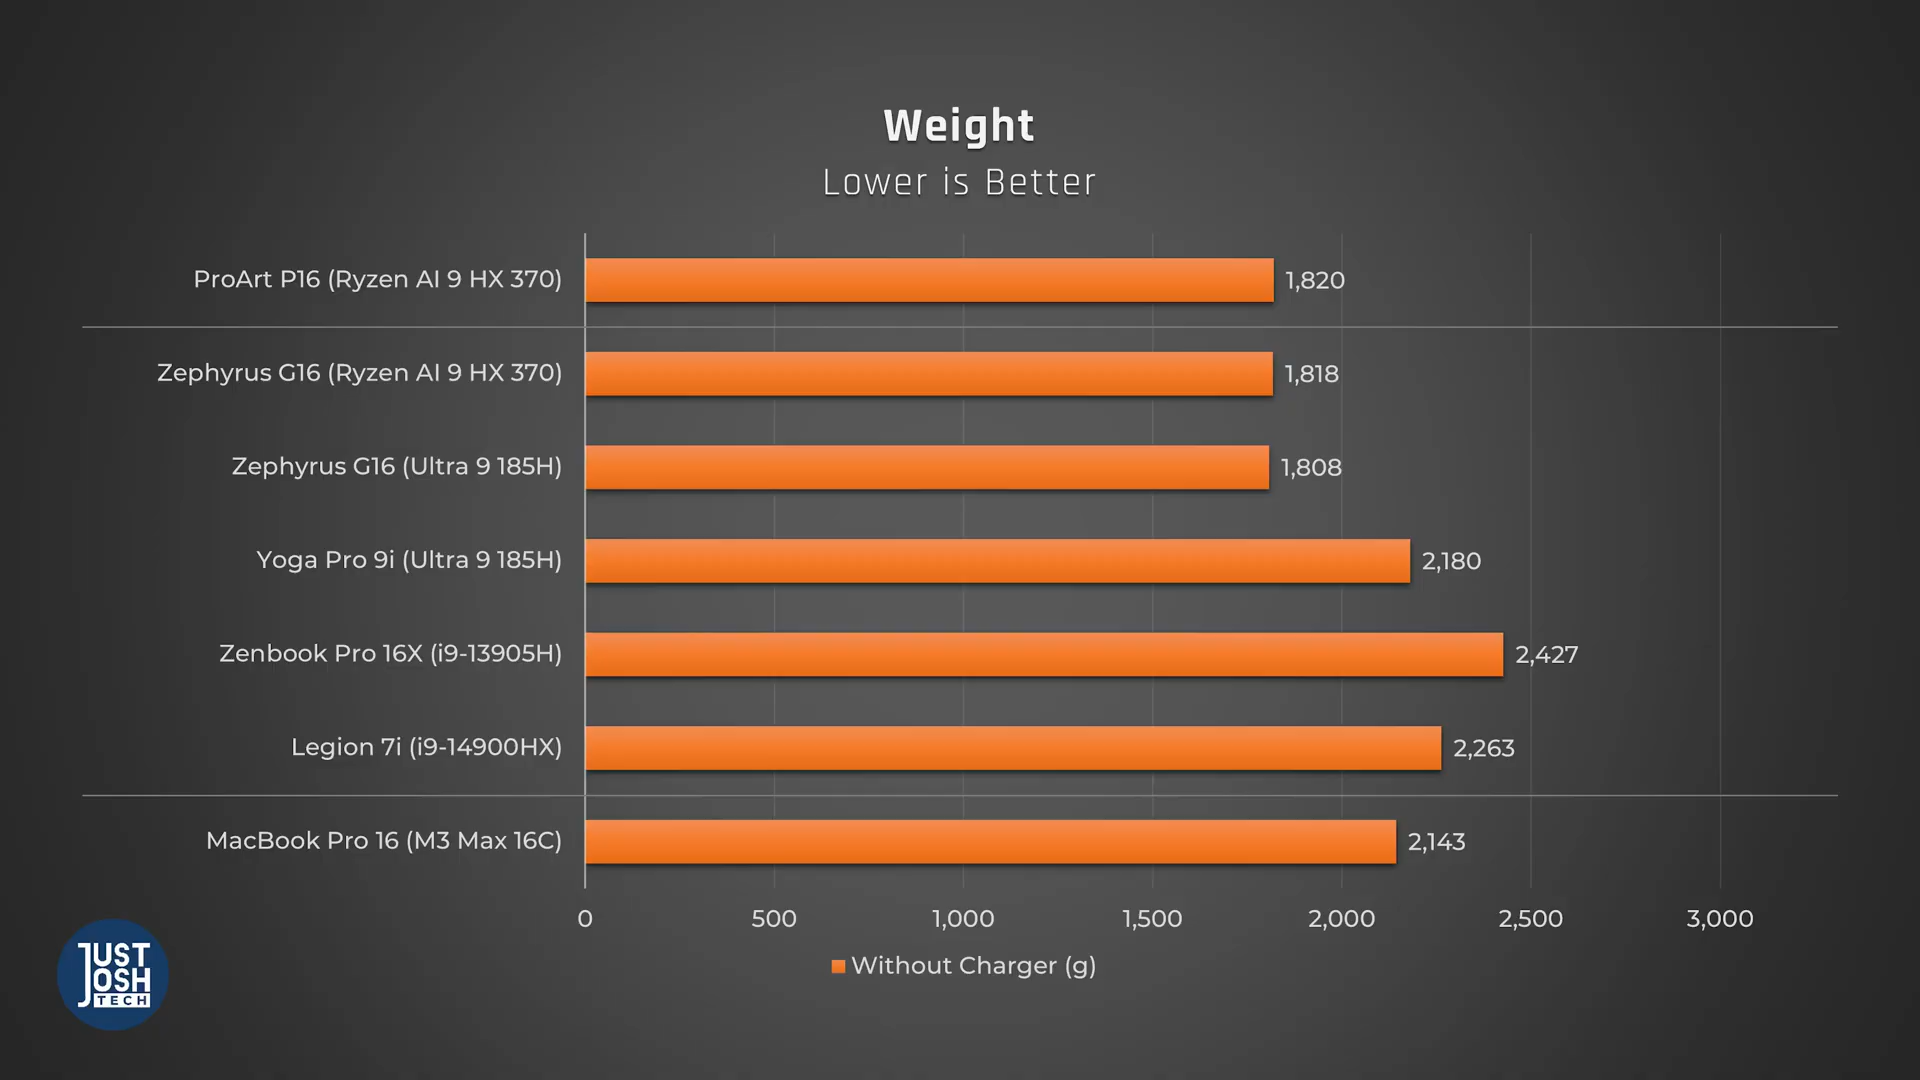 Weight
Lower is Better
ProArt P16 (Ryzen AI 9 HX 370) 1,820
Zephyrus G16 (Ryzen AI 9 HX 370) 1,818
Zephyrus G16 (Ultra 9 185H) 1,808
Yoga Pro 9i (Ultra 9 185H) 2,180
Zenbook Pro 16X (i9-13905H) 2,427
Legion 7i (i9-14900HX) 2,263
MacBook Pro 16 (M3 Max 16C) 2,143
0 500 1,000 1,500 2,000 2,500 3,000
Without Charger (g)
JUST
JOSH
TECH